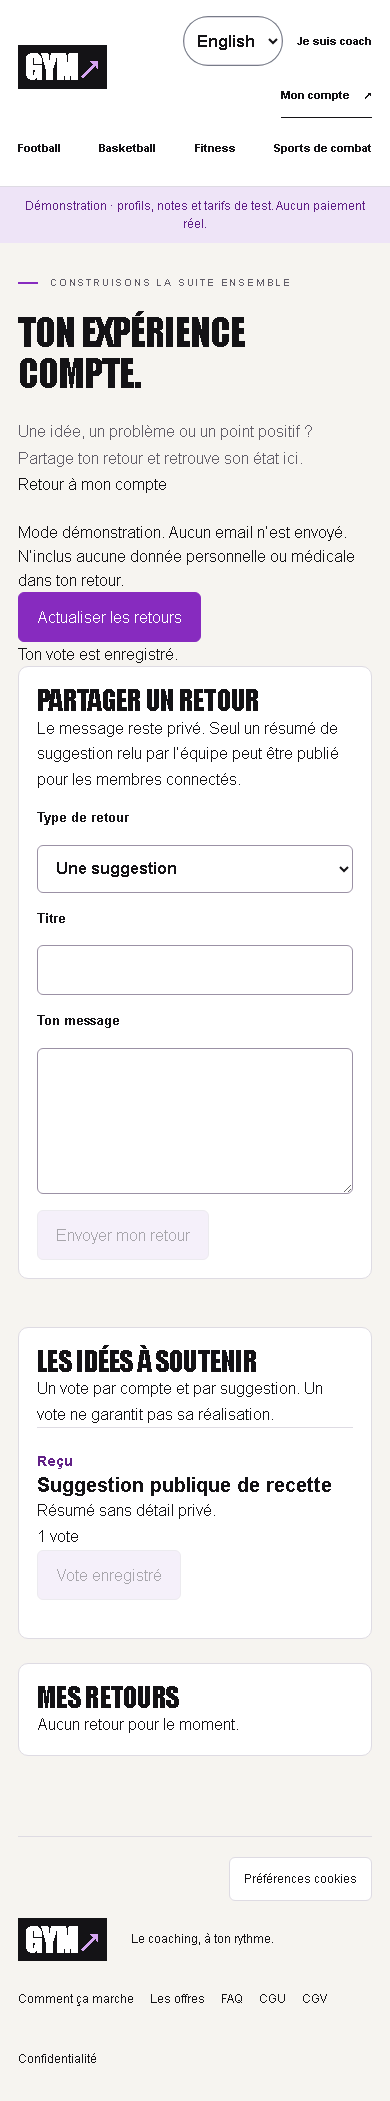 GYM↗
English
Je suis coach
Mon compte ↗
Football
Basketball
Fitness
Sports de combat
Démonstration · profils, notes et tarifs de test. Aucun paiement
réel.
CONSTRUISONS LA SUITE ENSEMBLE
TON EXPÉRIENCE
COMPTE.
Une idée, un problème ou un point positif ?
Partage ton retour et retrouve son état ici.
Retour à mon compte
Mode démonstration. Aucun email n'est envoyé.
N'inclus aucune donnée personnelle ou médicale
dans ton retour.
Actualiser les retours
Ton vote est enregistré.
PARTAGER UN RETOUR
Le message reste privé. Seul un résumé de
suggestion relu par l'équipe peut être publié
pour les membres connectés.
Type de retour
Une suggestion
Titre
Ton message
Envoyer mon retour
LES IDÉES À SOUTENIR
Un vote par compte et par suggestion. Un
vote ne garantit pas sa réalisation.
Reçu
Suggestion publique de recette
Résumé sans détail privé.
1 vote
Vote enregistré
MES RETOURS
Aucun retour pour le moment.
Préférences cookies
GYM↗
Le coaching, à ton rythme.
Comment ça marche
Les offres
FAQ
CGU
CGV
Confidentialité